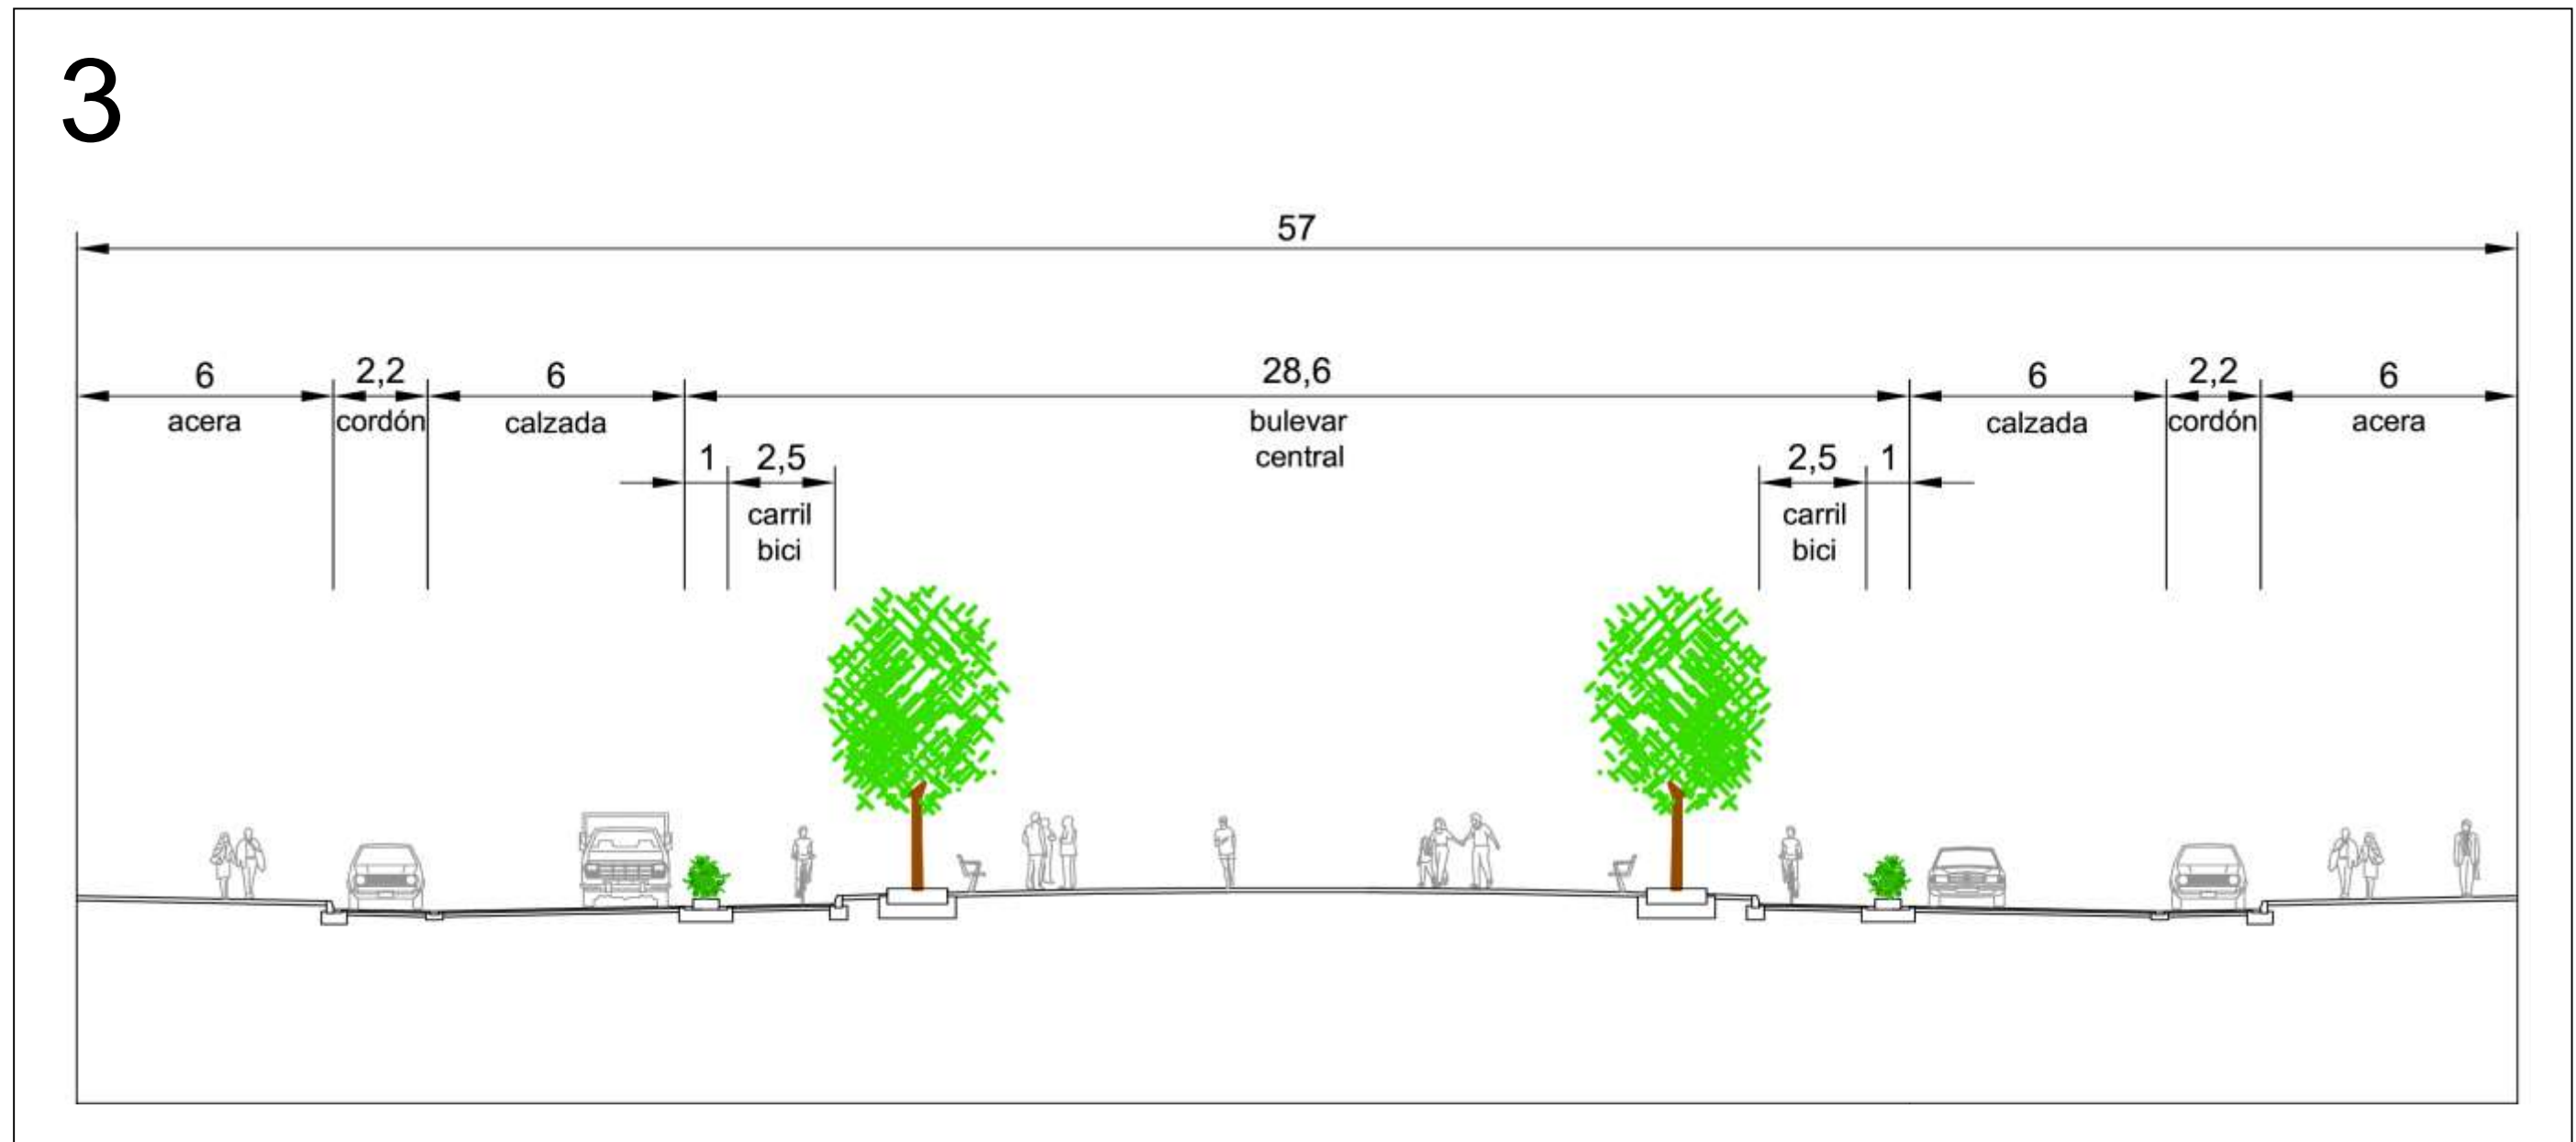 3
57
6 2,2 6 28,6 6 2,2 6
acera cordón calzada bulevar calzada cordón acera
central
1 2,5 2,5 1
carril carril
bici bici